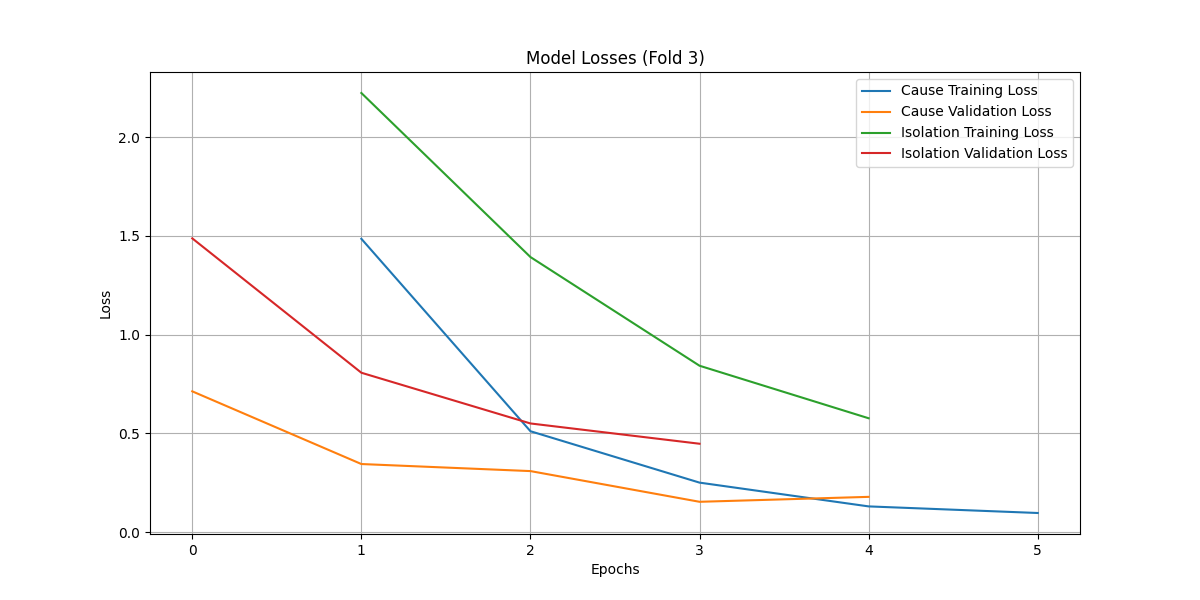 Model Losses (Fold 3)
Cause Training Loss
Cause Validation Loss
Isolation Training Loss
Isolation Validation Loss
2.0
1.5
1.0
0.5
0.0
Loss
0 1 2 3 4 5
Epochs